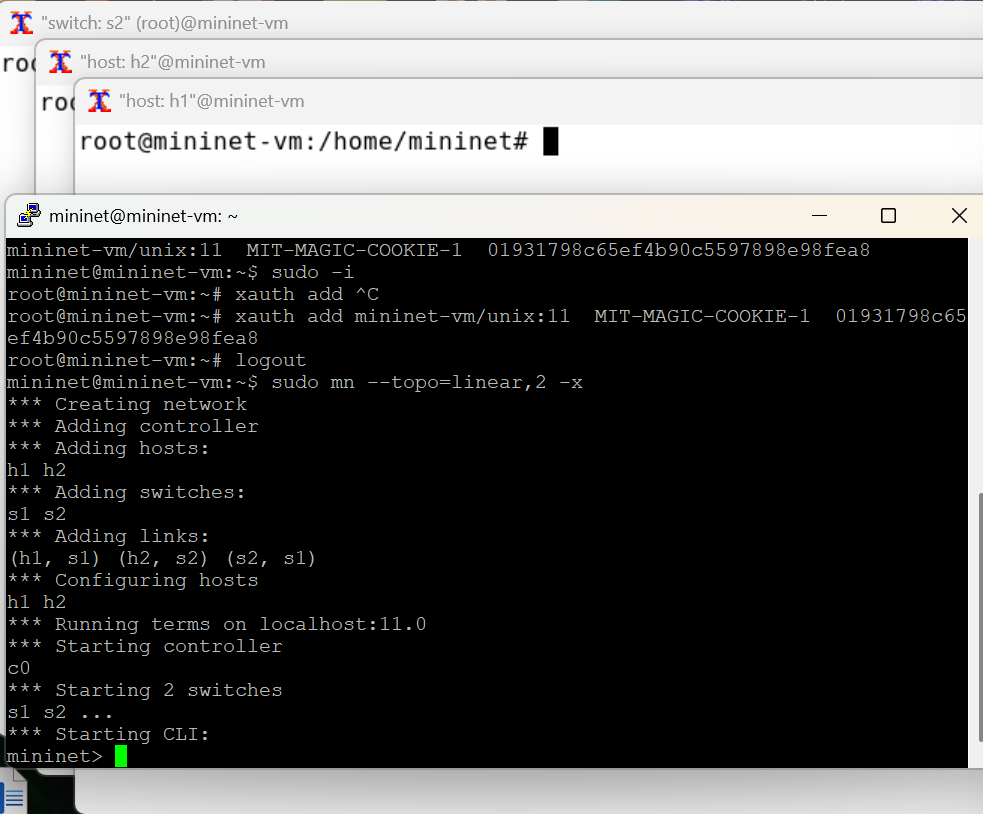 "switch: s2" (root)@mininet-vm
"host: h2"@mininet-vm
"host: h1"@mininet-vm
root@mininet-vm:/home/mininet#
mininet@mininet-vm: ~
mininet-vm/unix:11  MIT-MAGIC-COOKIE-1  01931798c65ef4b90c5597898e98fea8
mininet@mininet-vm:~$ sudo -i
root@mininet-vm:~# xauth add ^C
root@mininet-vm:~# xauth add mininet-vm/unix:11  MIT-MAGIC-COOKIE-1  01931798c65
ef4b90c5597898e98fea8
root@mininet-vm:~# logout
mininet@mininet-vm:~$ sudo mn --topo=linear,2 -x
*** Creating network
*** Adding controller
*** Adding hosts:
h1 h2
*** Adding switches:
s1 s2
*** Adding links:
(h1, s1) (h2, s2) (s2, s1)
*** Configuring hosts
h1 h2
*** Running terms on localhost:11.0
*** Starting controller
c0
*** Starting 2 switches
s1 s2 ...
*** Starting CLI:
mininet>